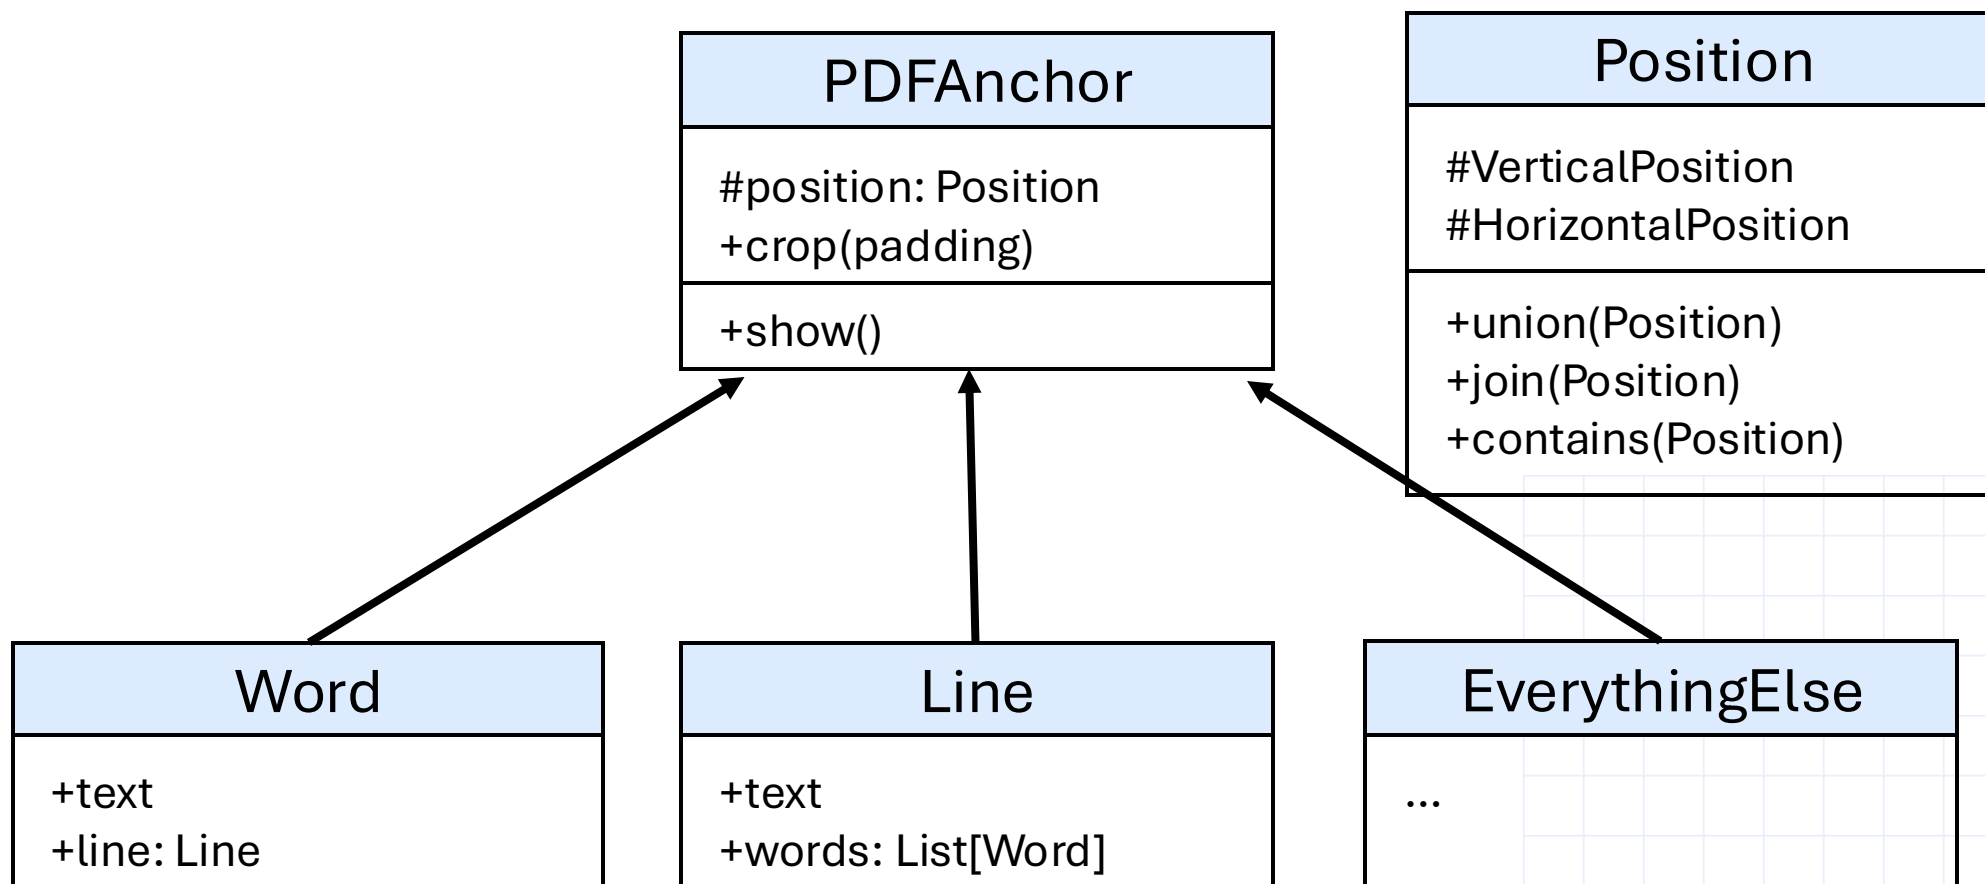 PDFAnchor
#position: Position
+crop(padding)
+show()
Position
#VerticalPosition
#HorizontalPosition
+union(Position)
+join(Position)
+contains(Position)
Word
+text
+line: Line
Line
+text
+words: List[Word]
EverythingElse
...